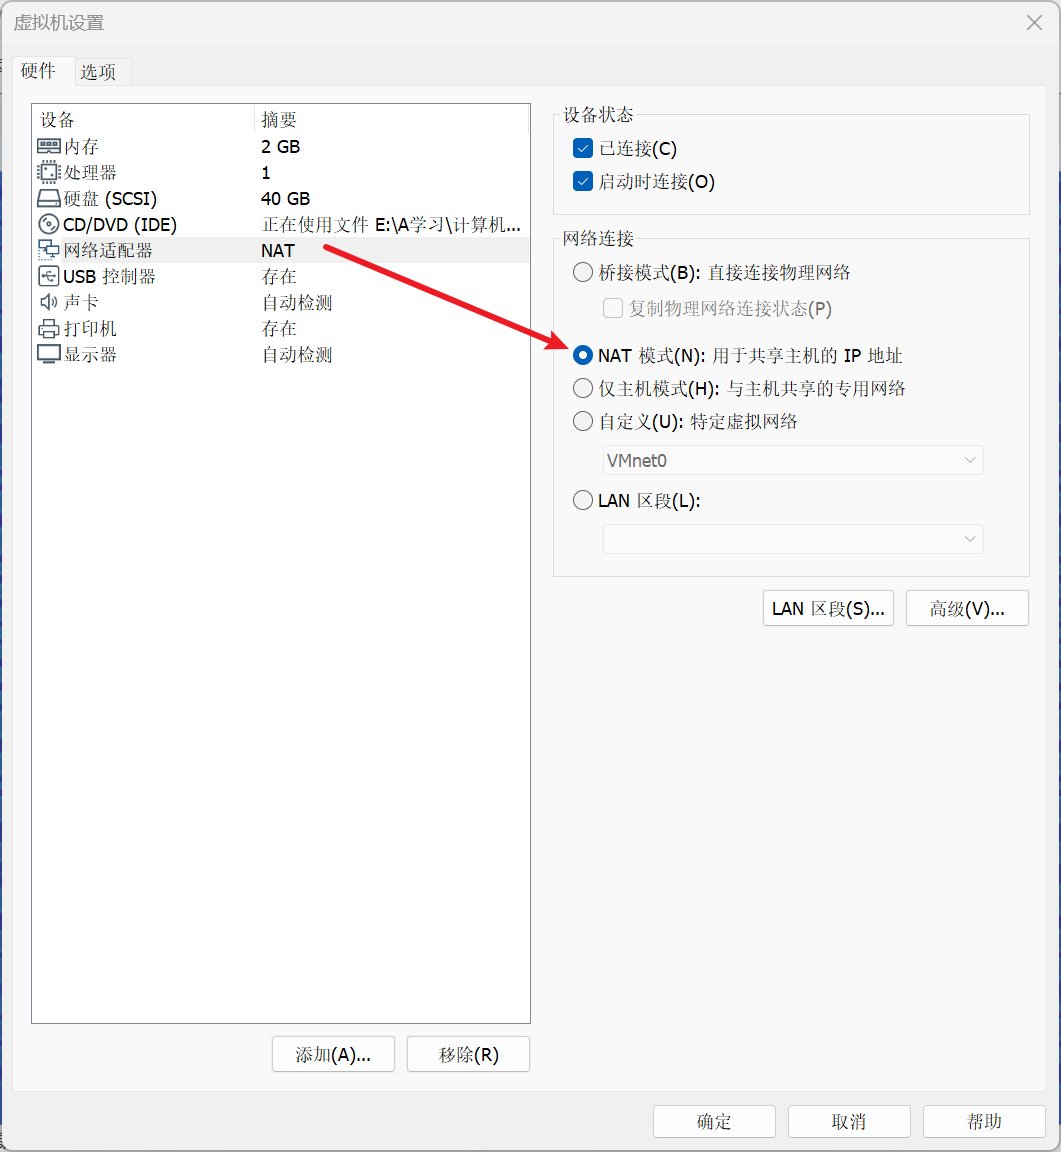 虚拟机设置
硬件 选项
设备 摘要
内存 2 GB
处理器 1
硬盘 (SCSI) 40 GB
CD/DVD (IDE) 正在使用文件 E:\A学习\计算机...
网络适配器 NAT
USB 控制器 存在
声卡 自动检测
打印机 存在
显示器 自动检测
添加(A)... 移除(R)
设备状态
已连接(C)
启动时连接(O)
网络连接
桥接模式(B): 直接连接物理网络
复制物理网络连接状态(P)
NAT 模式(N): 用于共享主机的 IP 地址
仅主机模式(H): 与主机共享的专用网络
自定义(U): 特定虚拟网络
VMnet0
LAN 区段(L):
LAN 区段(S)... 高级(V)...
确定 取消 帮助